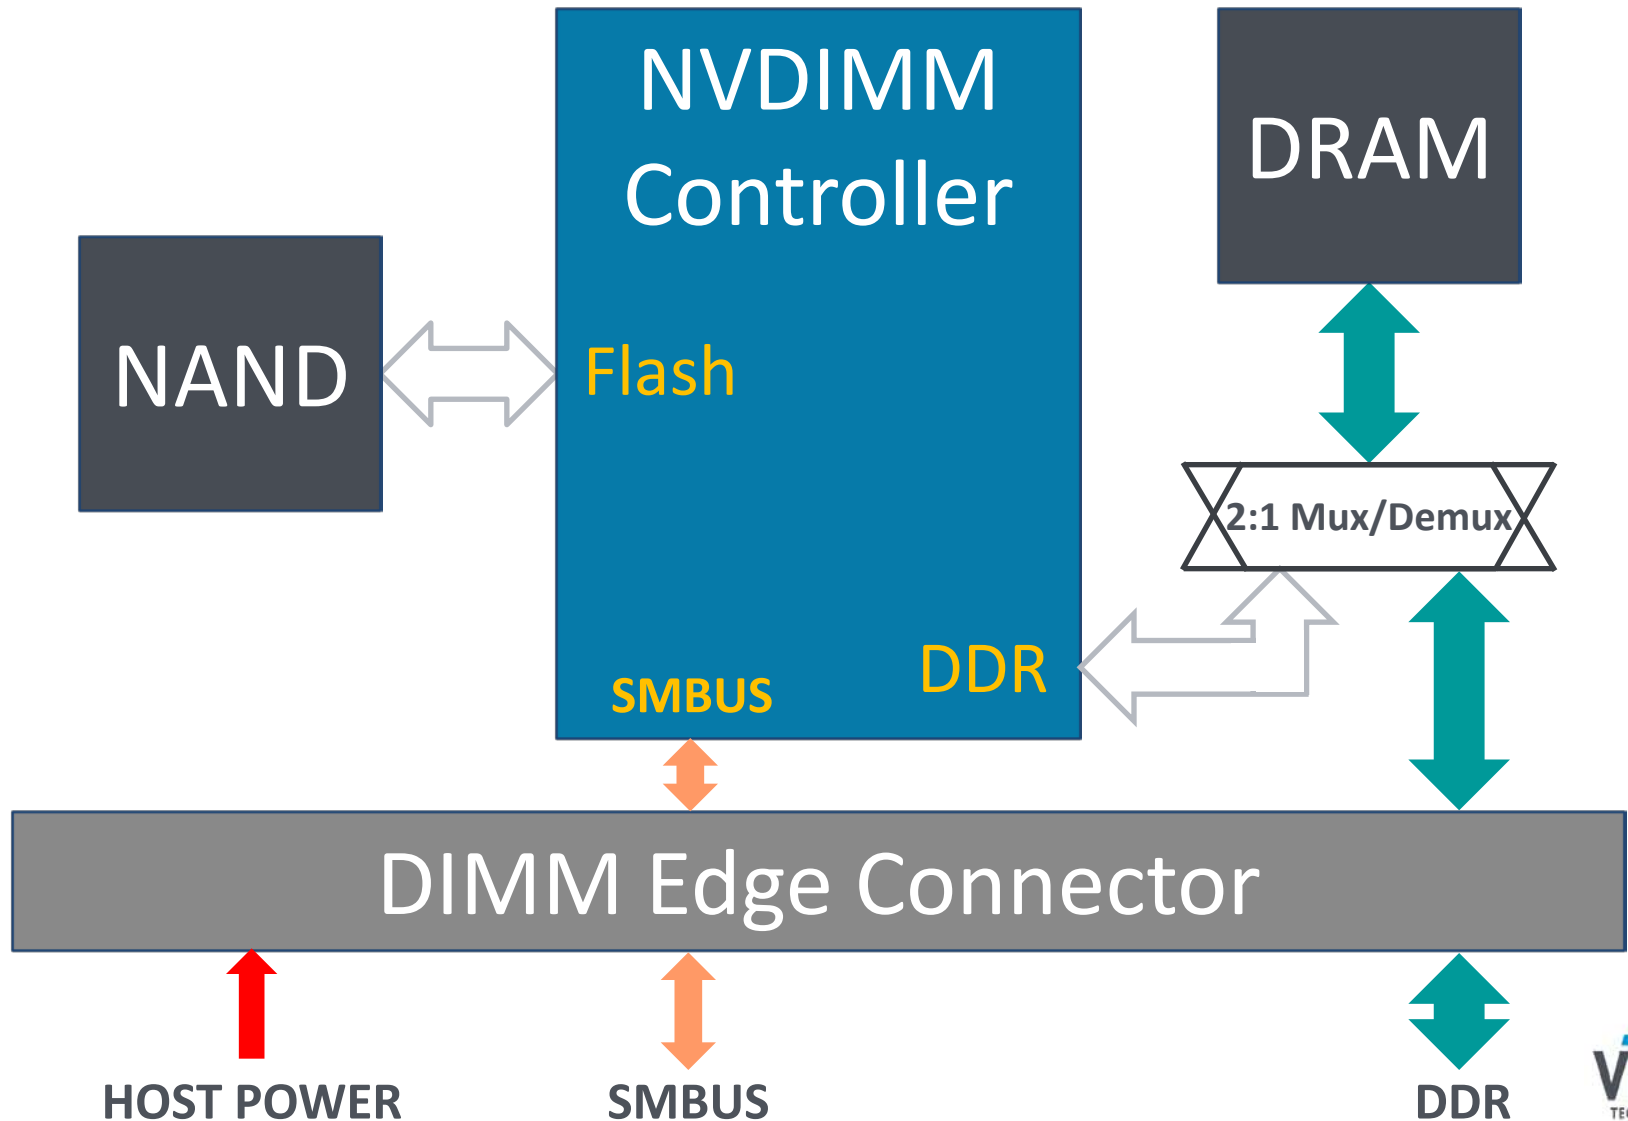 NVDIMM
Controller
DRAM
NAND
Flash
2:1 Mux/Demux
DDR
SMBUS
DIMM Edge Connector
HOST POWER
SMBUS
DDR